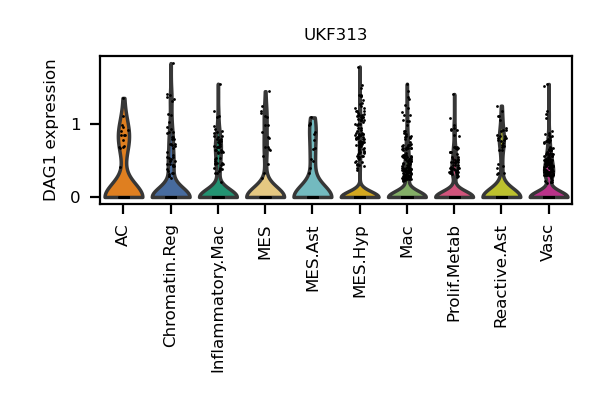 UKF313
DAG1 expression
1
0
AC
Chromatin.Reg
Inflammatory.Mac
MES
MES.Ast
MES.Hyp
Mac
Prolif.Metab
Reactive.Ast
Vasc